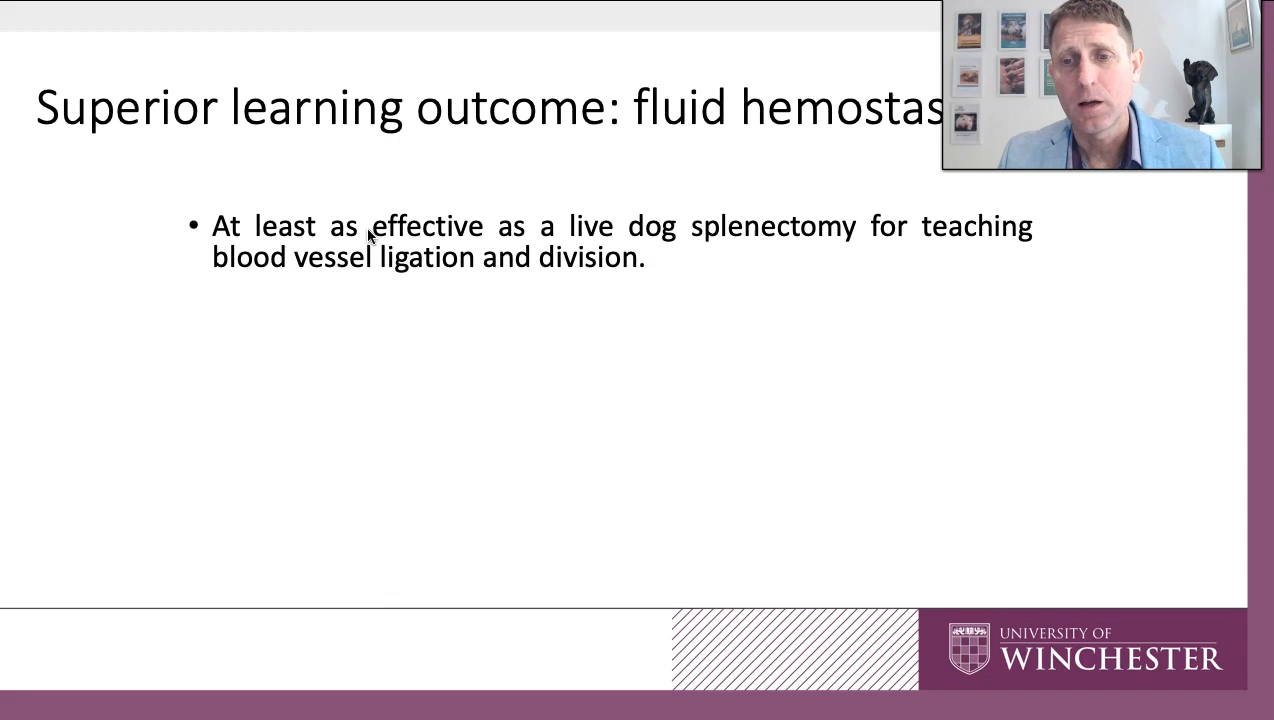 Superior learning outcome: fluid hemostas
• At least as effective as a live dog splenectomy for teaching
blood vessel ligation and division.
UNIVERSITY OF
WINCHESTER